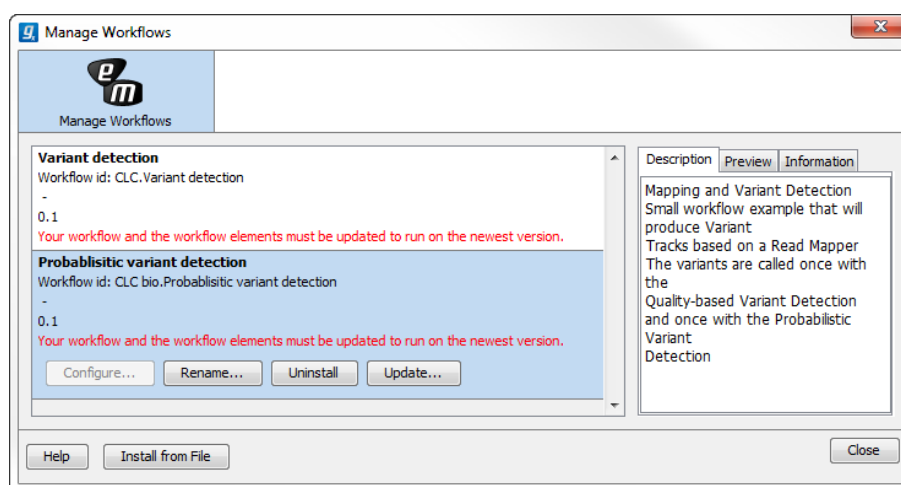 Manage Workflows
Manage Workflows
Variant detection
Workflow id: CLC.Variant detection
-
0.1
Your workflow and the workflow elements must be updated to run on the newest version.
Probablisitic variant detection
Workflow id: CLC bio.Probablisitic variant detection
-
0.1
Your workflow and the workflow elements must be updated to run on the newest version.
Configure... Rename... Uninstall Update...
Description Preview Information
Mapping and Variant Detection
Small workflow example that will
produce Variant
Tracks based on a Read Mapper
The variants are called once with
the
Quality-based Variant Detection
and once with the Probabilistic
Variant
Detection
Help Install from File Close